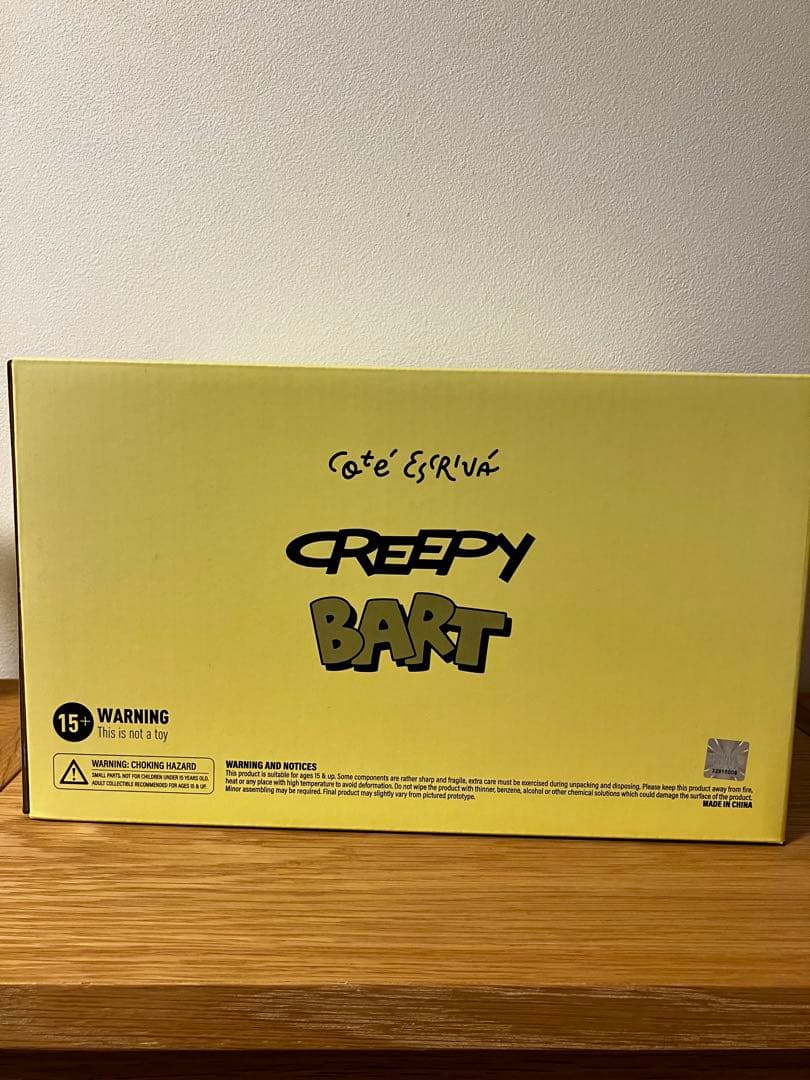 Coté ESCRIVÁ
CREEPY
BART
15+ WARNING
This is not a toy
WARNING: CHOKING HAZARD
SMALL PARTS. NOT FOR CHILDREN UNDER 15 YEARS OLD.
ADULT COLLECTIBLE RECOMMENDED FOR AGES 15 & UP.
WARNING AND NOTICES
This product is suitable for ages 15 & up. Some components are rather sharp and fragile, extra care must be exercised during unpacking and disposing. Please keep this product away from fire,
heat or any place with high temperature to avoid deformation. Do not wipe the product with thinner, benzene, alcohol or other chemical solutions which could damage the surface of the product.
Minor assembling may be required. Final product may slightly vary from pictured prototype.
MADE IN CHINA